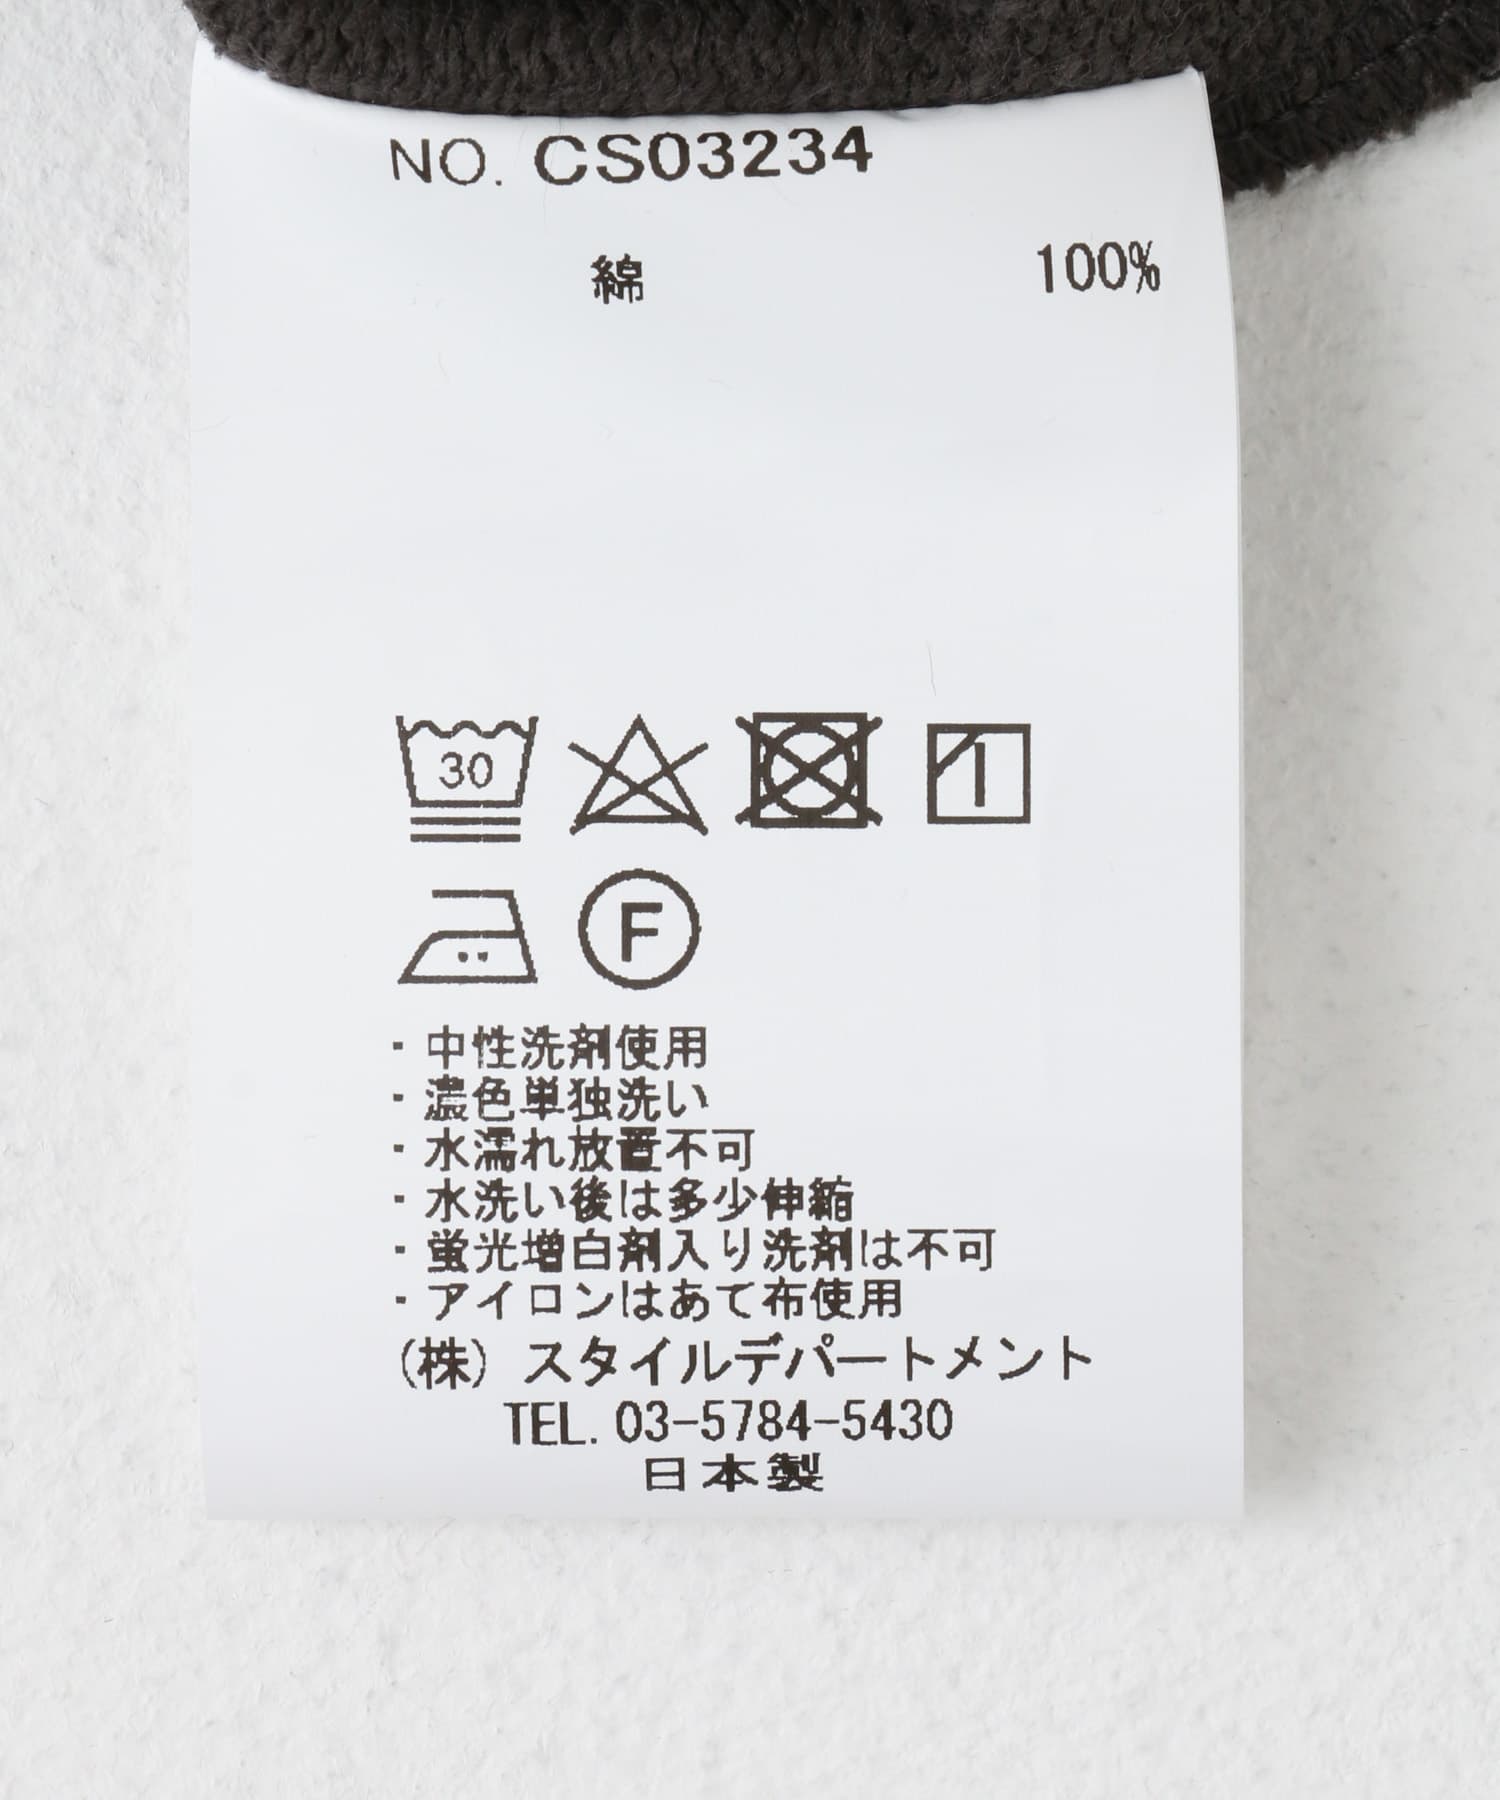 NO. CS03234
綿 100%
30
F
・中性洗剤使用
・濃色単独洗い
・水濡れ放置不可
・水洗い後は多少伸縮
・蛍光増白剤入り洗剤は不可
・アイロンはあて布使用
(株) スタイルデパートメント
TEL. 03-5784-5430
日本製